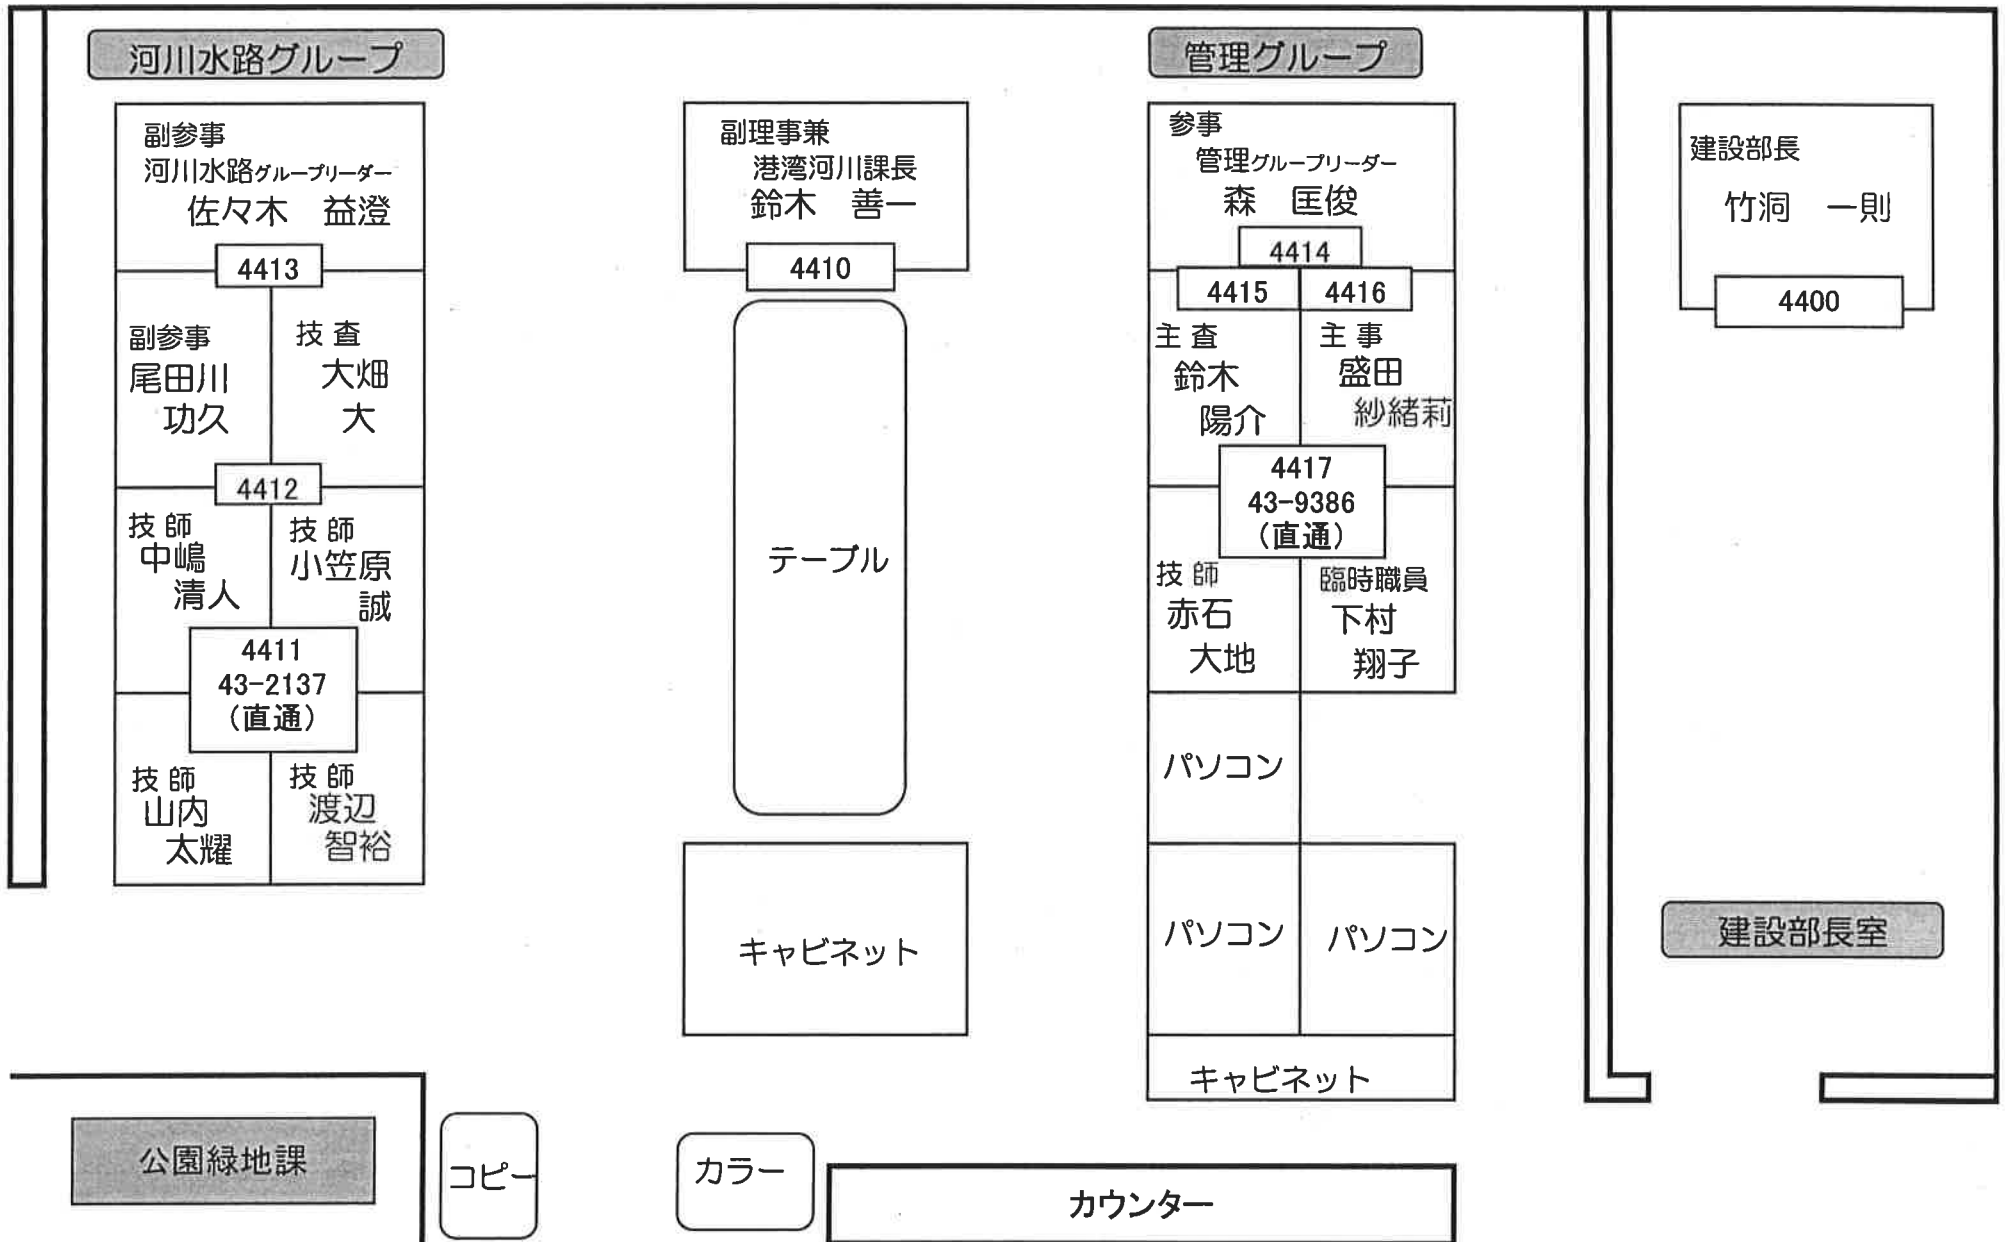 河川水路グループ
副参事
河川水路グループリーダー
佐々木 益澄
4413
副参事
尾田川
功久
技 査
大畑
大
4412
技 師
中嶋
清人
技 師
小笠原
誠
4411
43-2137
(直通)
技 師
山内
太耀
技 師
渡辺
智裕
副理事兼
港湾河川課長
鈴木 善一
4410
テーブル
キャビネット
管理グループ
参事
管理グループリーダー
森 匡俊
4414
4415
4416
主 査
鈴木
陽介
主 事
盛田
紗緒莉
4417
43-9386
(直通)
技 師
赤石
大地
臨時職員
下村
翔子
パソコン
パソコン
パソコン
キャビネット
建設部長
竹洞 一則
4400
建設部長室
公園緑地課
コピー
カラー
カウンター